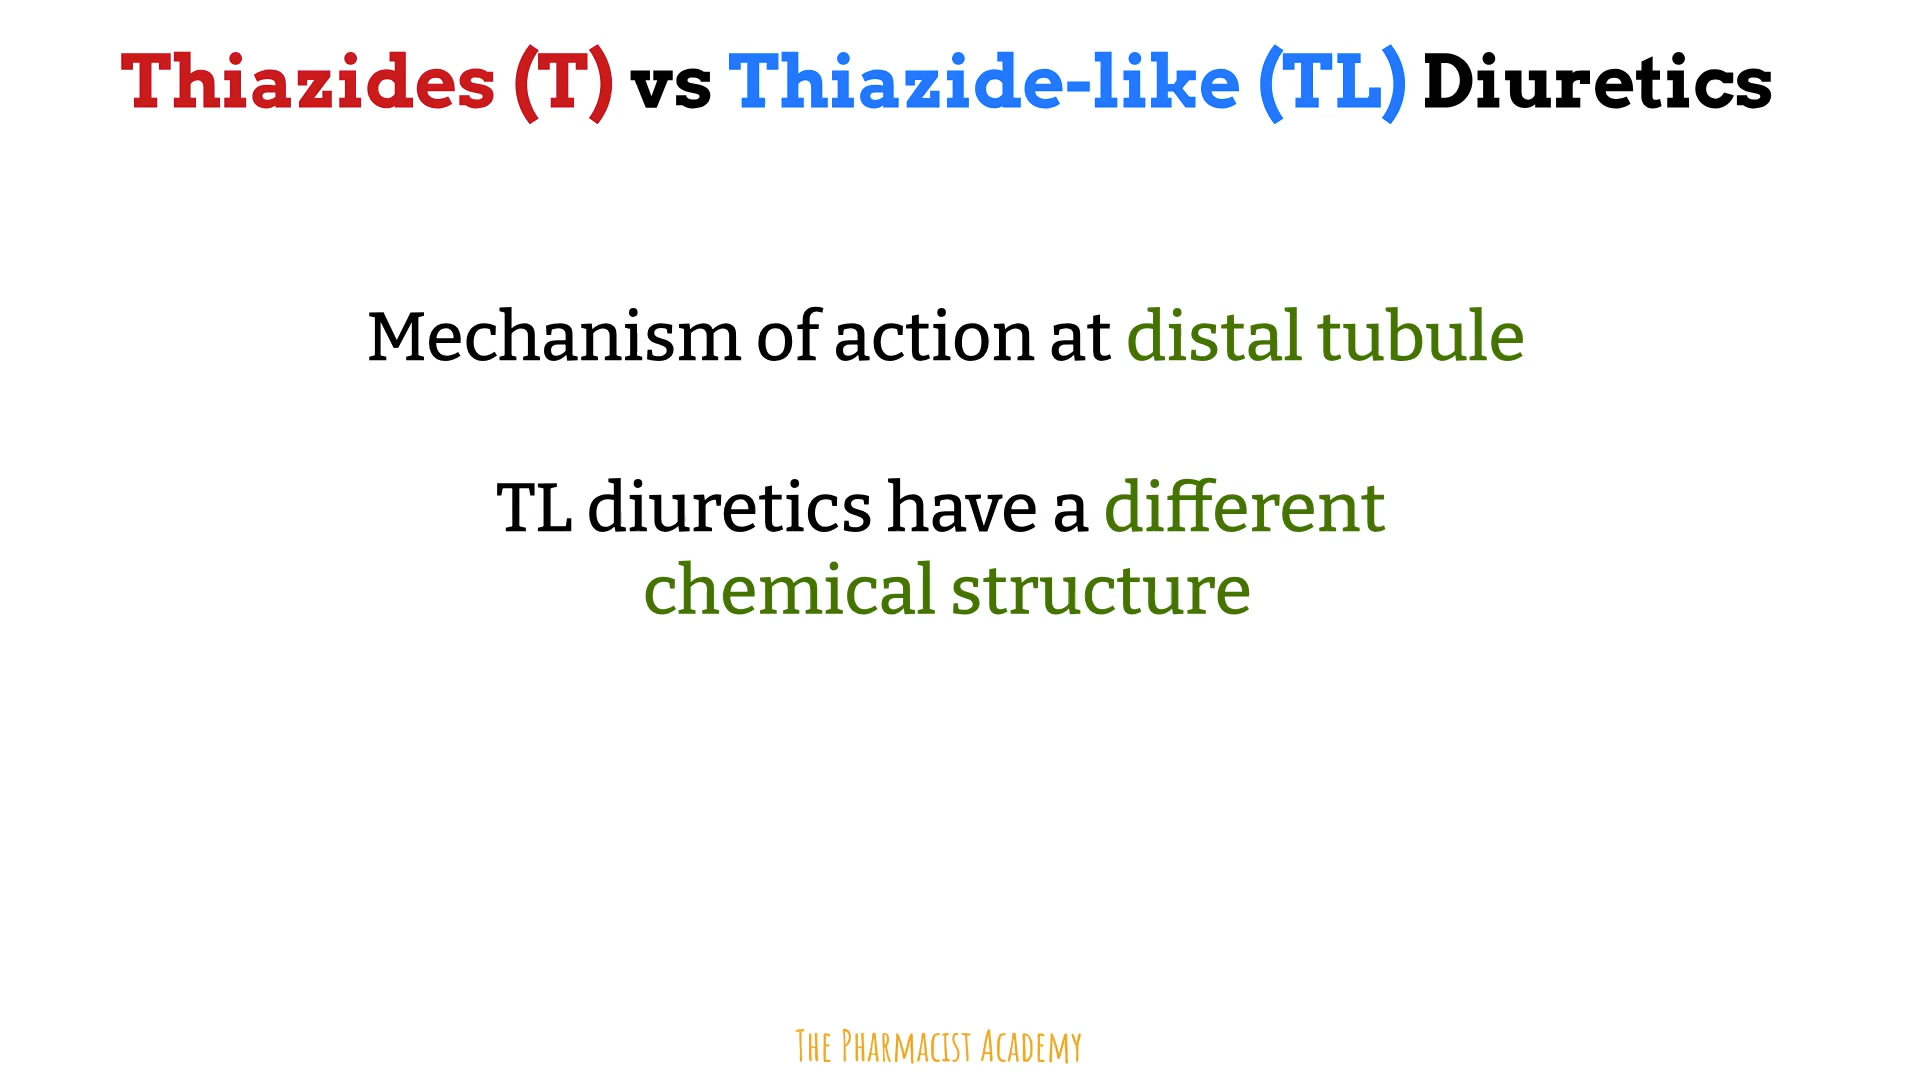 Thiazides (T) vs Thiazide-like (TL) Diuretics
Mechanism of action at distal tubule
TL diuretics have a different
chemical structure
The Pharmacist Academy